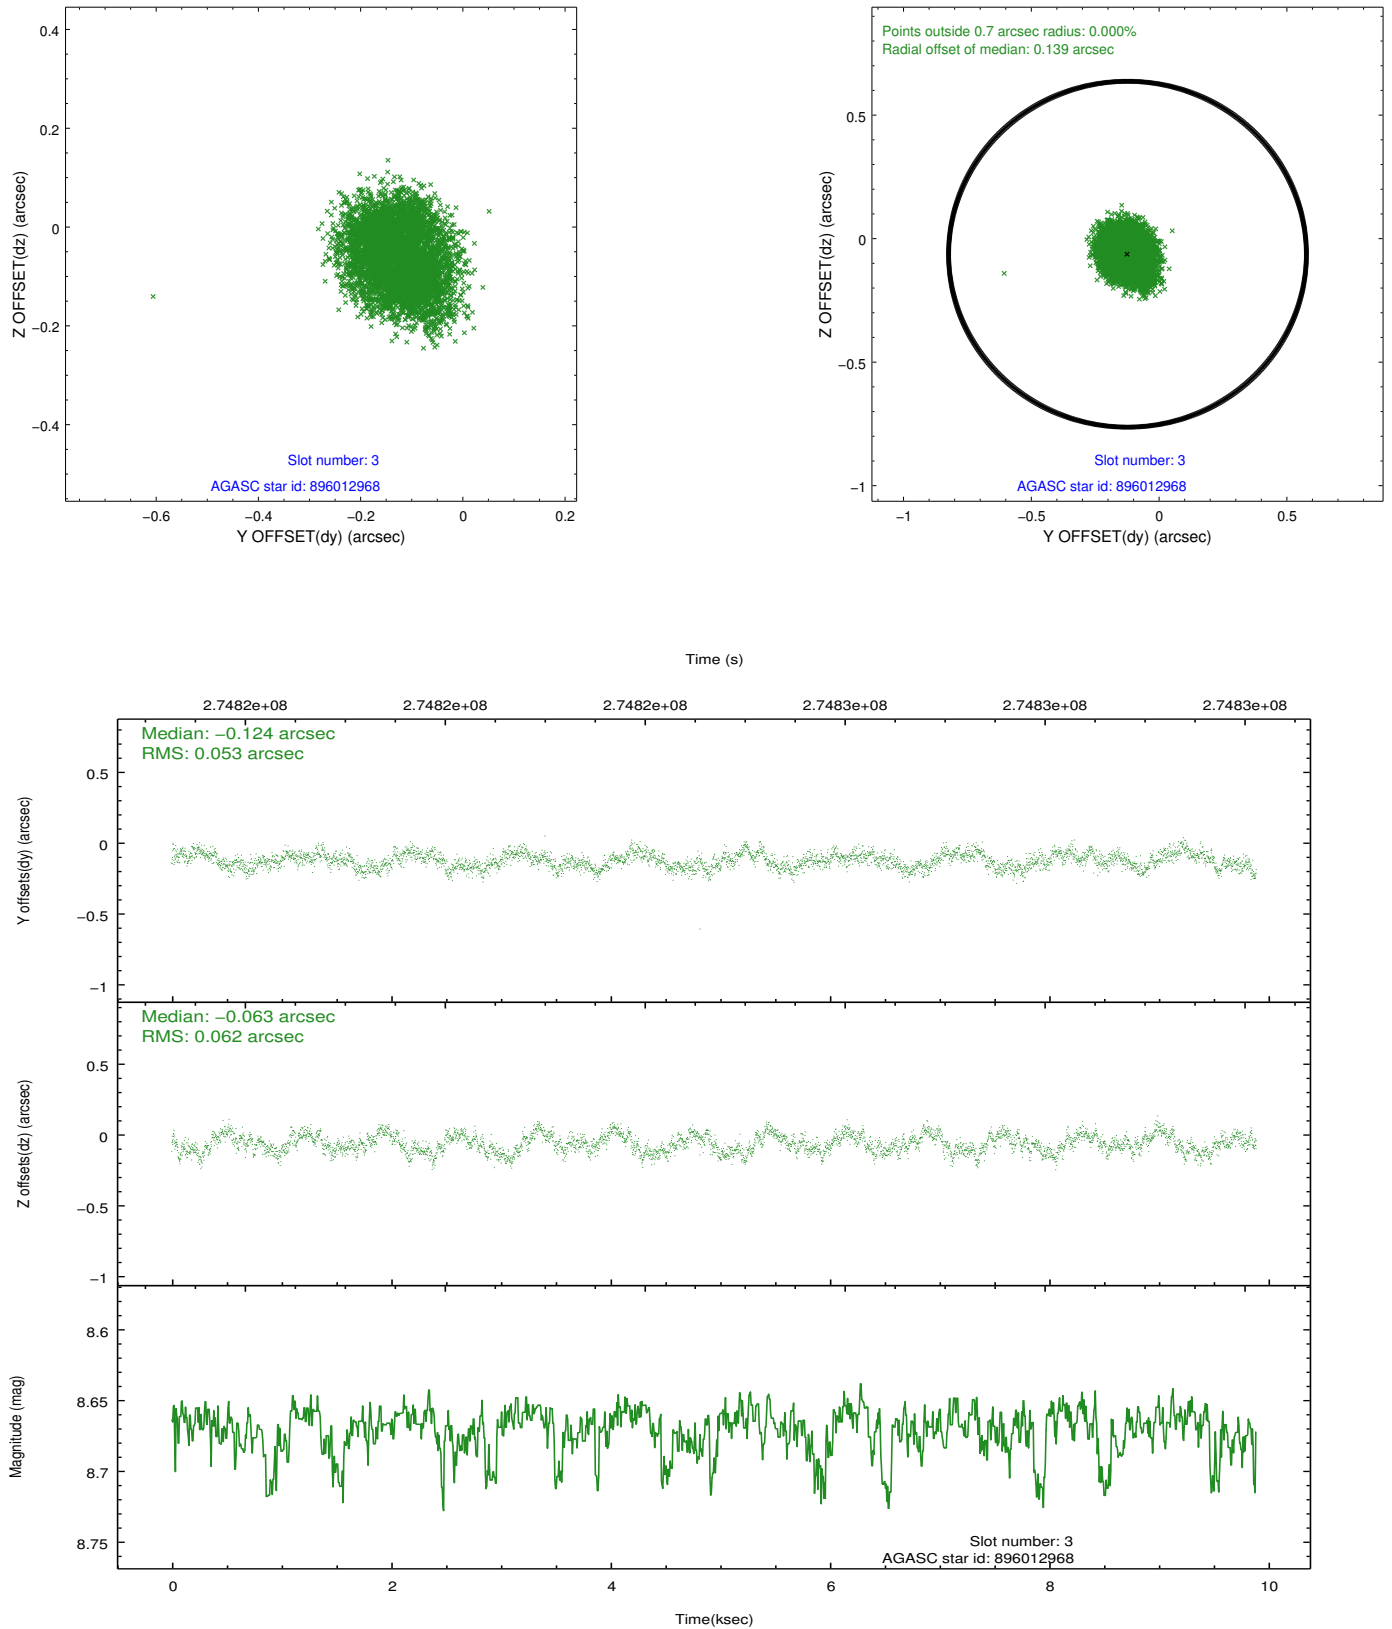 0.4
0.2
0
−0.2
−0.4
Z OFFSET(dz) (arcsec)
Slot number: 3
AGASC star id: 896012968
−0.6 −0.4 −0.2 0 0.2
Y OFFSET(dy) (arcsec)
Points outside 0.7 arcsec radius: 0.000%
Radial offset of median: 0.139 arcsec
0.5
0
−0.5
−1
Z OFFSET(dz) (arcsec)
Slot number: 3
AGASC star id: 896012968
−1 −0.5 0 0.5
Y OFFSET(dy) (arcsec)
Time (s)
2.7482e+08 2.7482e+08 2.7482e+08 2.7483e+08 2.7483e+08 2.7483e+08
Median: −0.124 arcsec
RMS: 0.053 arcsec
0.5
0
−0.5
−1
Y offsets(dy) (arcsec)
Median: −0.063 arcsec
RMS: 0.062 arcsec
0.5
0
−0.5
−1
Z offsets(dz) (arcsec)
8.6
8.65
8.7
8.75
Magnitude (mag)
Slot number: 3
AGASC star id: 896012968
0 2 4 6 8 10
Time(ksec)